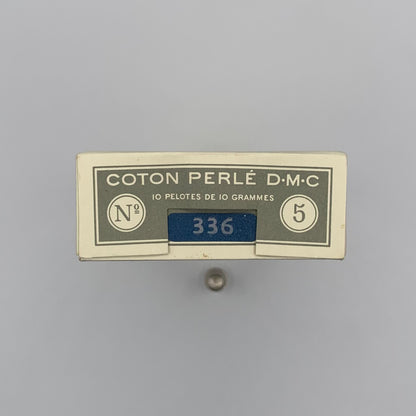 COTON PERLÉ D·M·C
10 PELOTES DE 10 GRAMMES
Nº 336 5